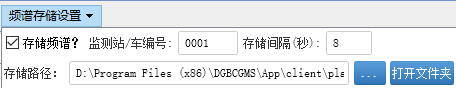 频谱存储设置
存储频谱? 监测站/车编号: 0001 存储间隔(秒): 8
存储路径: D:\Program Files (x86)\DGBCGMS\App\client\pla ... 打开文件夹